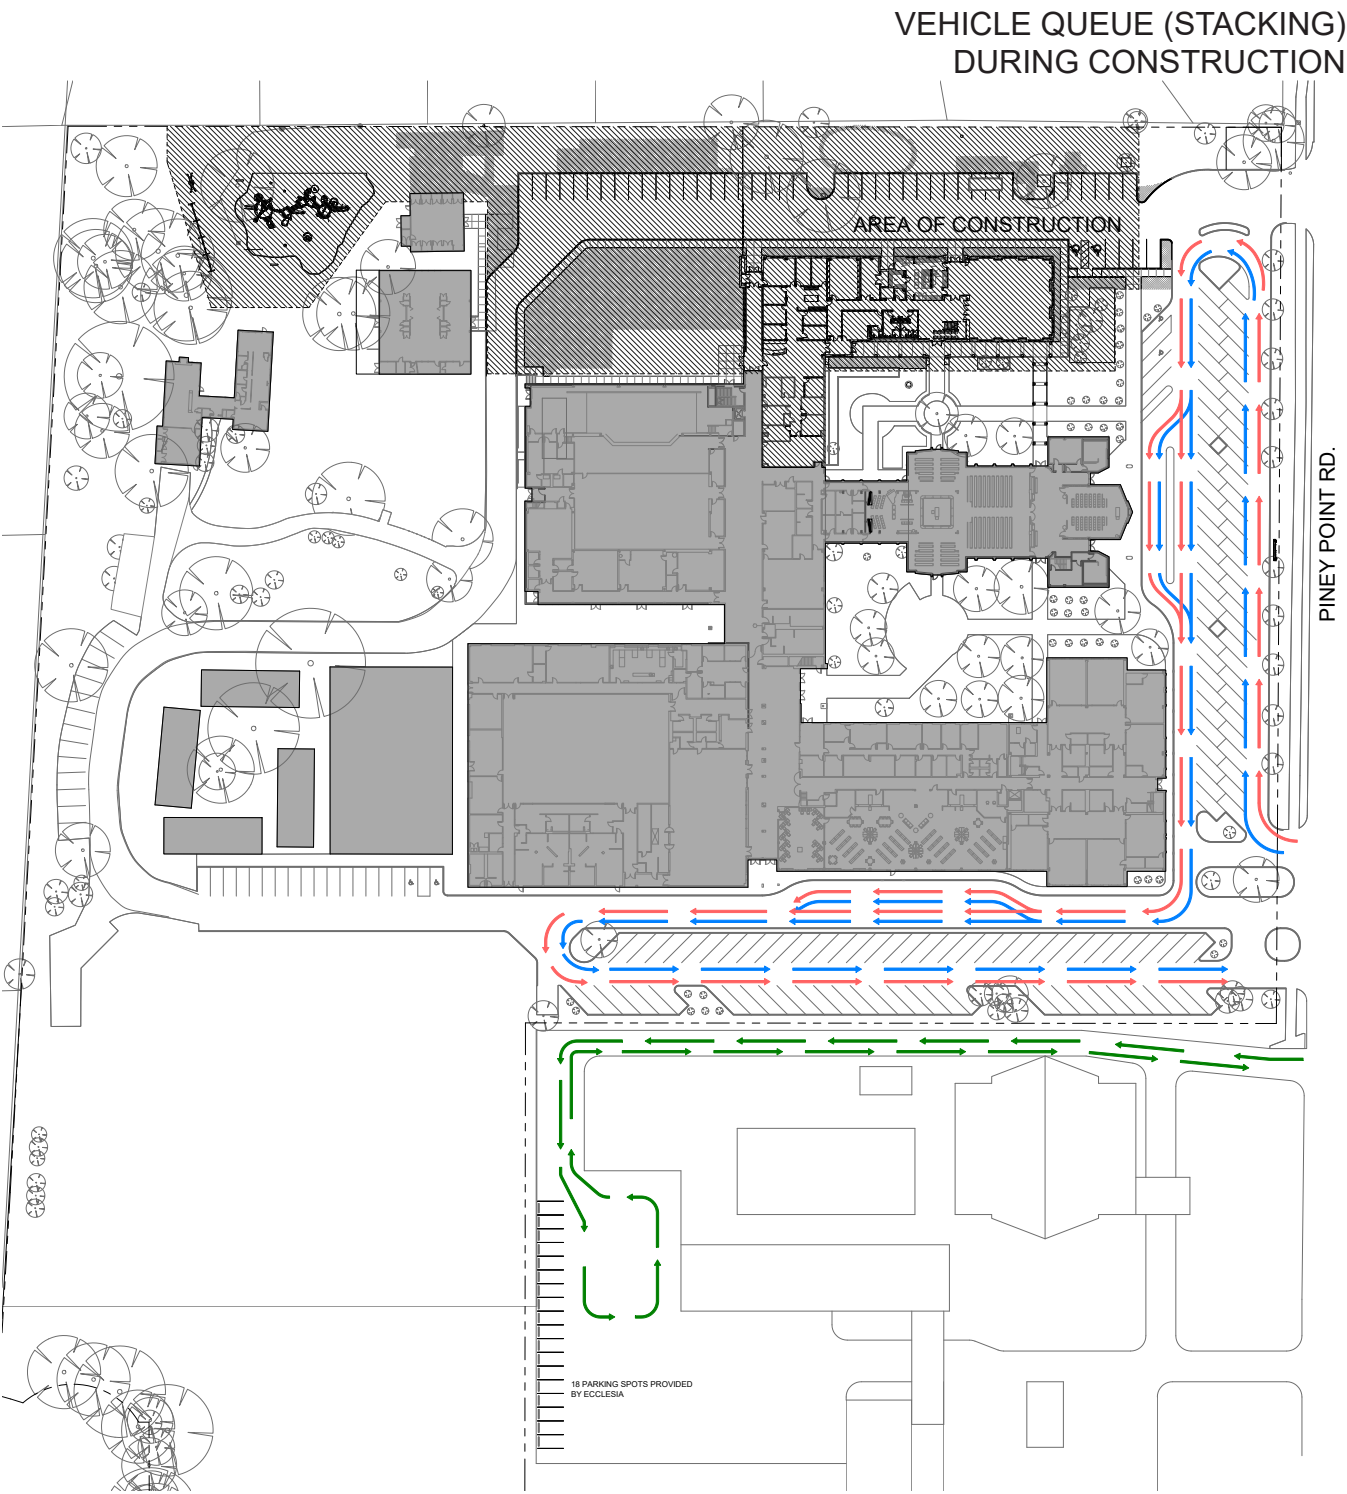 VEHICLE QUEUE (STACKING)
DURING CONSTRUCTION
AREA OF CONSTRUCTION
PINEY POINT RD.
18 PARKING SPOTS PROVIDED
BY ECCLESIA